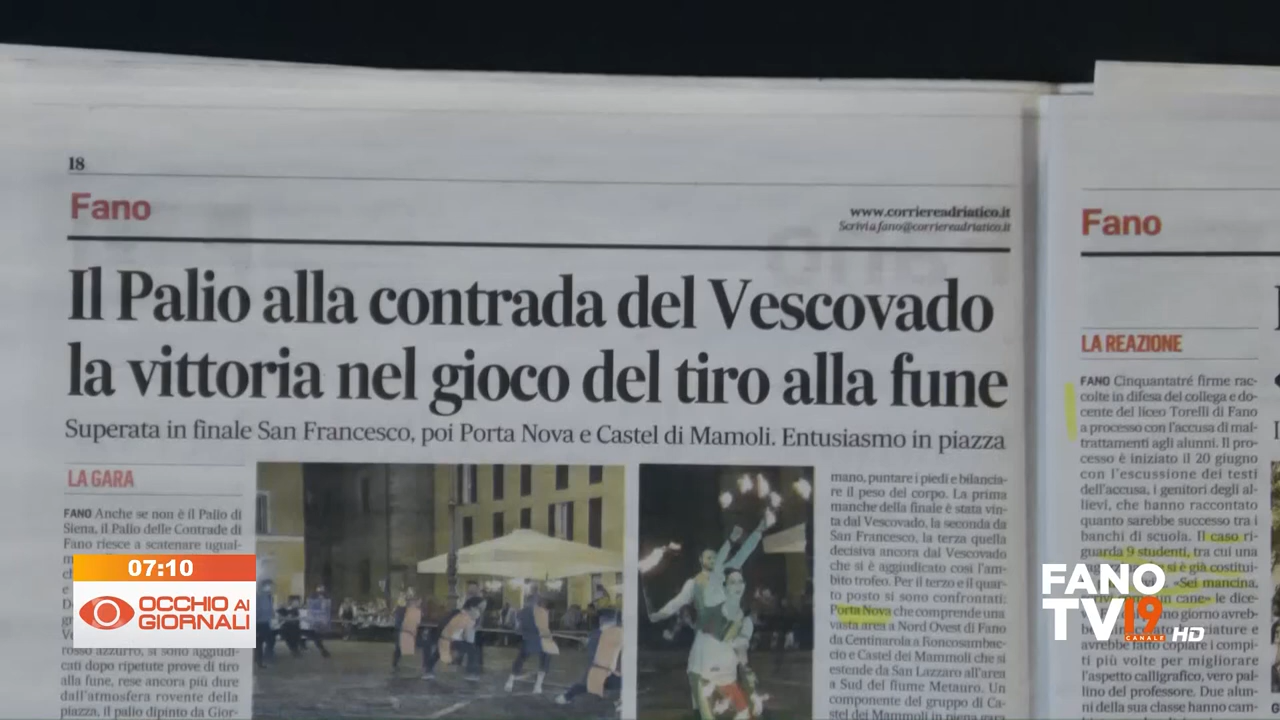 18
Fano
www.corriereadriatico.it
Scrivi a fano@corriereadriatico.it
Il Palio alla contrada del Vescovado
la vittoria nel gioco del tiro alla fune
Superata in finale San Francesco, poi Porta Nova e Castel di Mamoli. Entusiasmo in piazza
LA GARA
FANO Anche se non è il Palio di
Siena, il Palio delle Contrade di
Fano riesce a scatenare ugual-
rosso azzurro, si sono aggiudi-
cati dopo ripetute prove di tiro
alla fune, rese ancora più dure
dall'atmosfera rovente della
piazza, il palio dipinto da Gior-
mano, puntare i piedi e bilancia-
re il peso del corpo. La prima
manche della finale è stata vin-
ta dal Vescovado, la seconda da
San Francesco, la terza quella
decisiva ancora dal Vescovado
che si è aggiudicato così l'am-
bito trofeo. Per il terzo e il quar-
to posto si sono confrontati:
Porta Nova che comprende una
vasta area a Nord Ovest di Fano
da Centinarola a Roncosambac-
cio e Castel dei Mammoli che si
estende da San Lazzaro all'area
a Sud del fiume Metauro. Un
componente del gruppo di Ca-
stel dei Mammoli in piena gara
Fano
LA REAZIONE
FANO Cinquantatré firme rac-
colte in difesa del collega e do-
cente del liceo Torelli di Fano
a processo con l'accusa di mal-
trattamenti agli alunni. Il pro-
cesso è iniziato il 20 giugno
con l'escussione dei testi
dell'accusa, i genitori degli al-
lievi, che hanno raccontato
quanto sarebbe successo tra i
banchi di scuola. Il caso ri-
guarda 9 studenti, tra cui una
si è già costitui-
«Sei mancina,
un cane» le dice-
giorno avreb-
e
avrebbe fatto copiare i compi-
ti più volte per migliorare
l'aspetto calligrafico, vero pal-
lino del professore. Due alun-
ni della sua classe hanno cam-
07:10
OCCHIO AI
GIORNALI
FANO
TV19
CANALE
HD